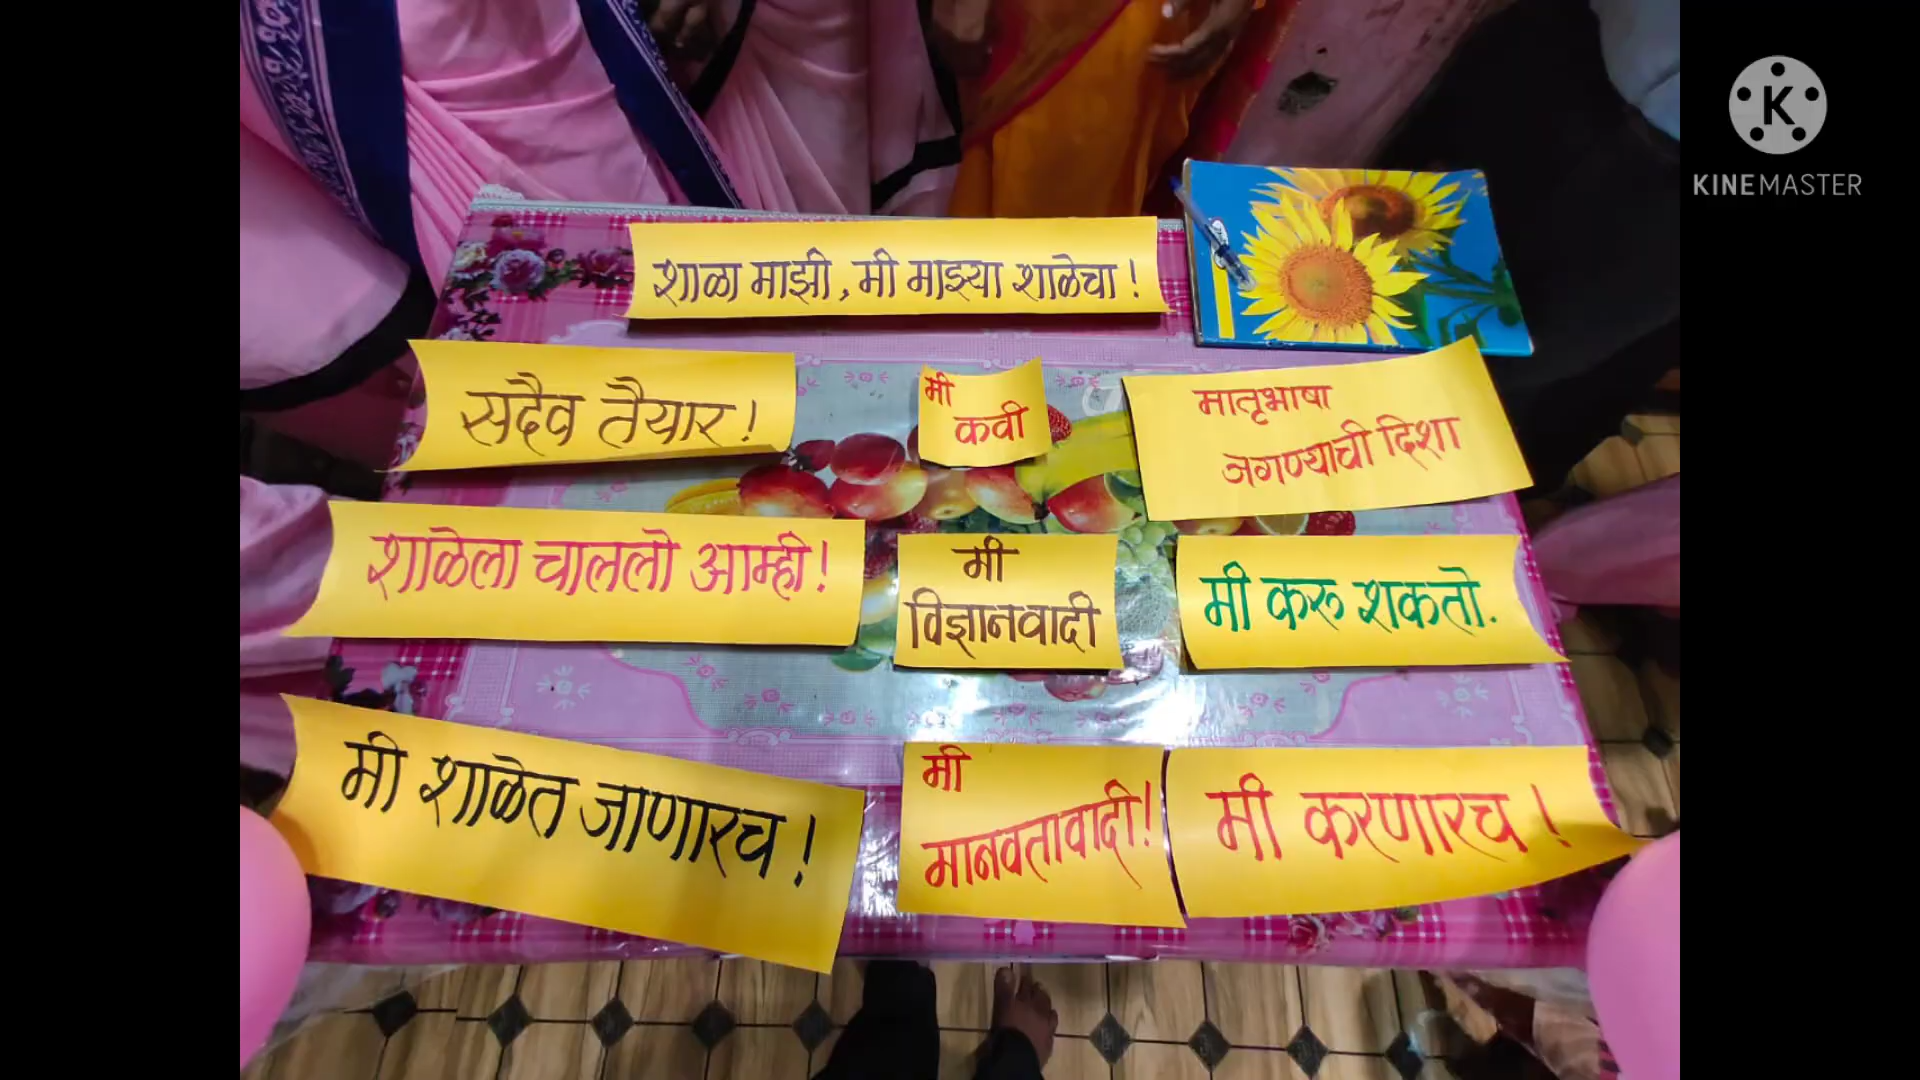 शाळा माझी, मी माझ्या शाळेचा!
सदैव तैयार!
मी
कवी
मातृभाषा
जगण्याची दिशा
शाळेला चाललो आम्ही!
मी
विज्ञानवादी
मी करू शकतो.
मी शाळेत जाणारच!
मी
मानवतावादी!
मी करणारच!
K
KINEMASTER